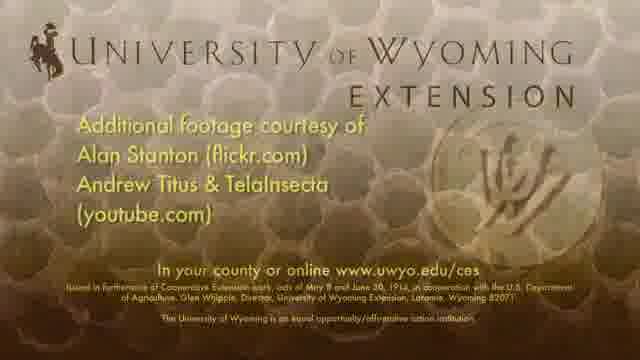 UNIVERSITY OF WYOMING
EXTENSION
Additional footage courtesy of
Alan Stanton (flickr.com)
Andrew Titus & TelaInsecta
(youtube.com)
In your county or online www.uwyo.edu/ces
Issued in furtherance of Cooperative Extension work, acts of May 8 and June 30, 1914, in cooperation with the U.S. Department
of Agriculture. Glen Whipple, Director, University of Wyoming Extension, Laramie, Wyoming 82071
The University of Wyoming is an equal opportunity/affirmative action institution.